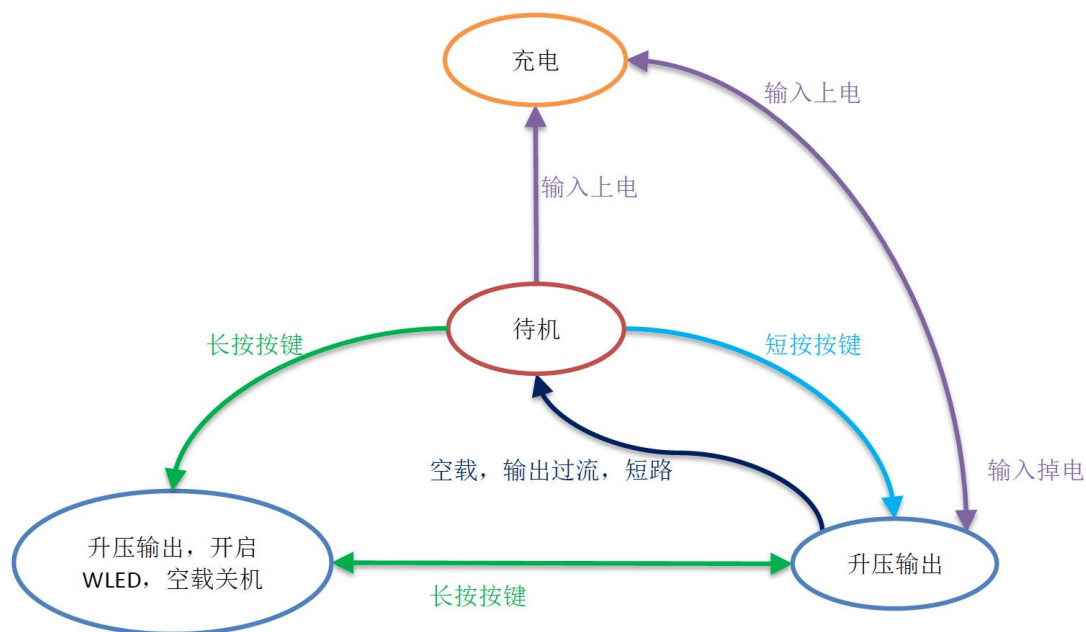 充电
输入上电
输入上电
待机
长按按键
短按按键
空载，输出过流，短路
输入掉电
升压输出，开启
WLED，空载关机
升压输出
长按按键